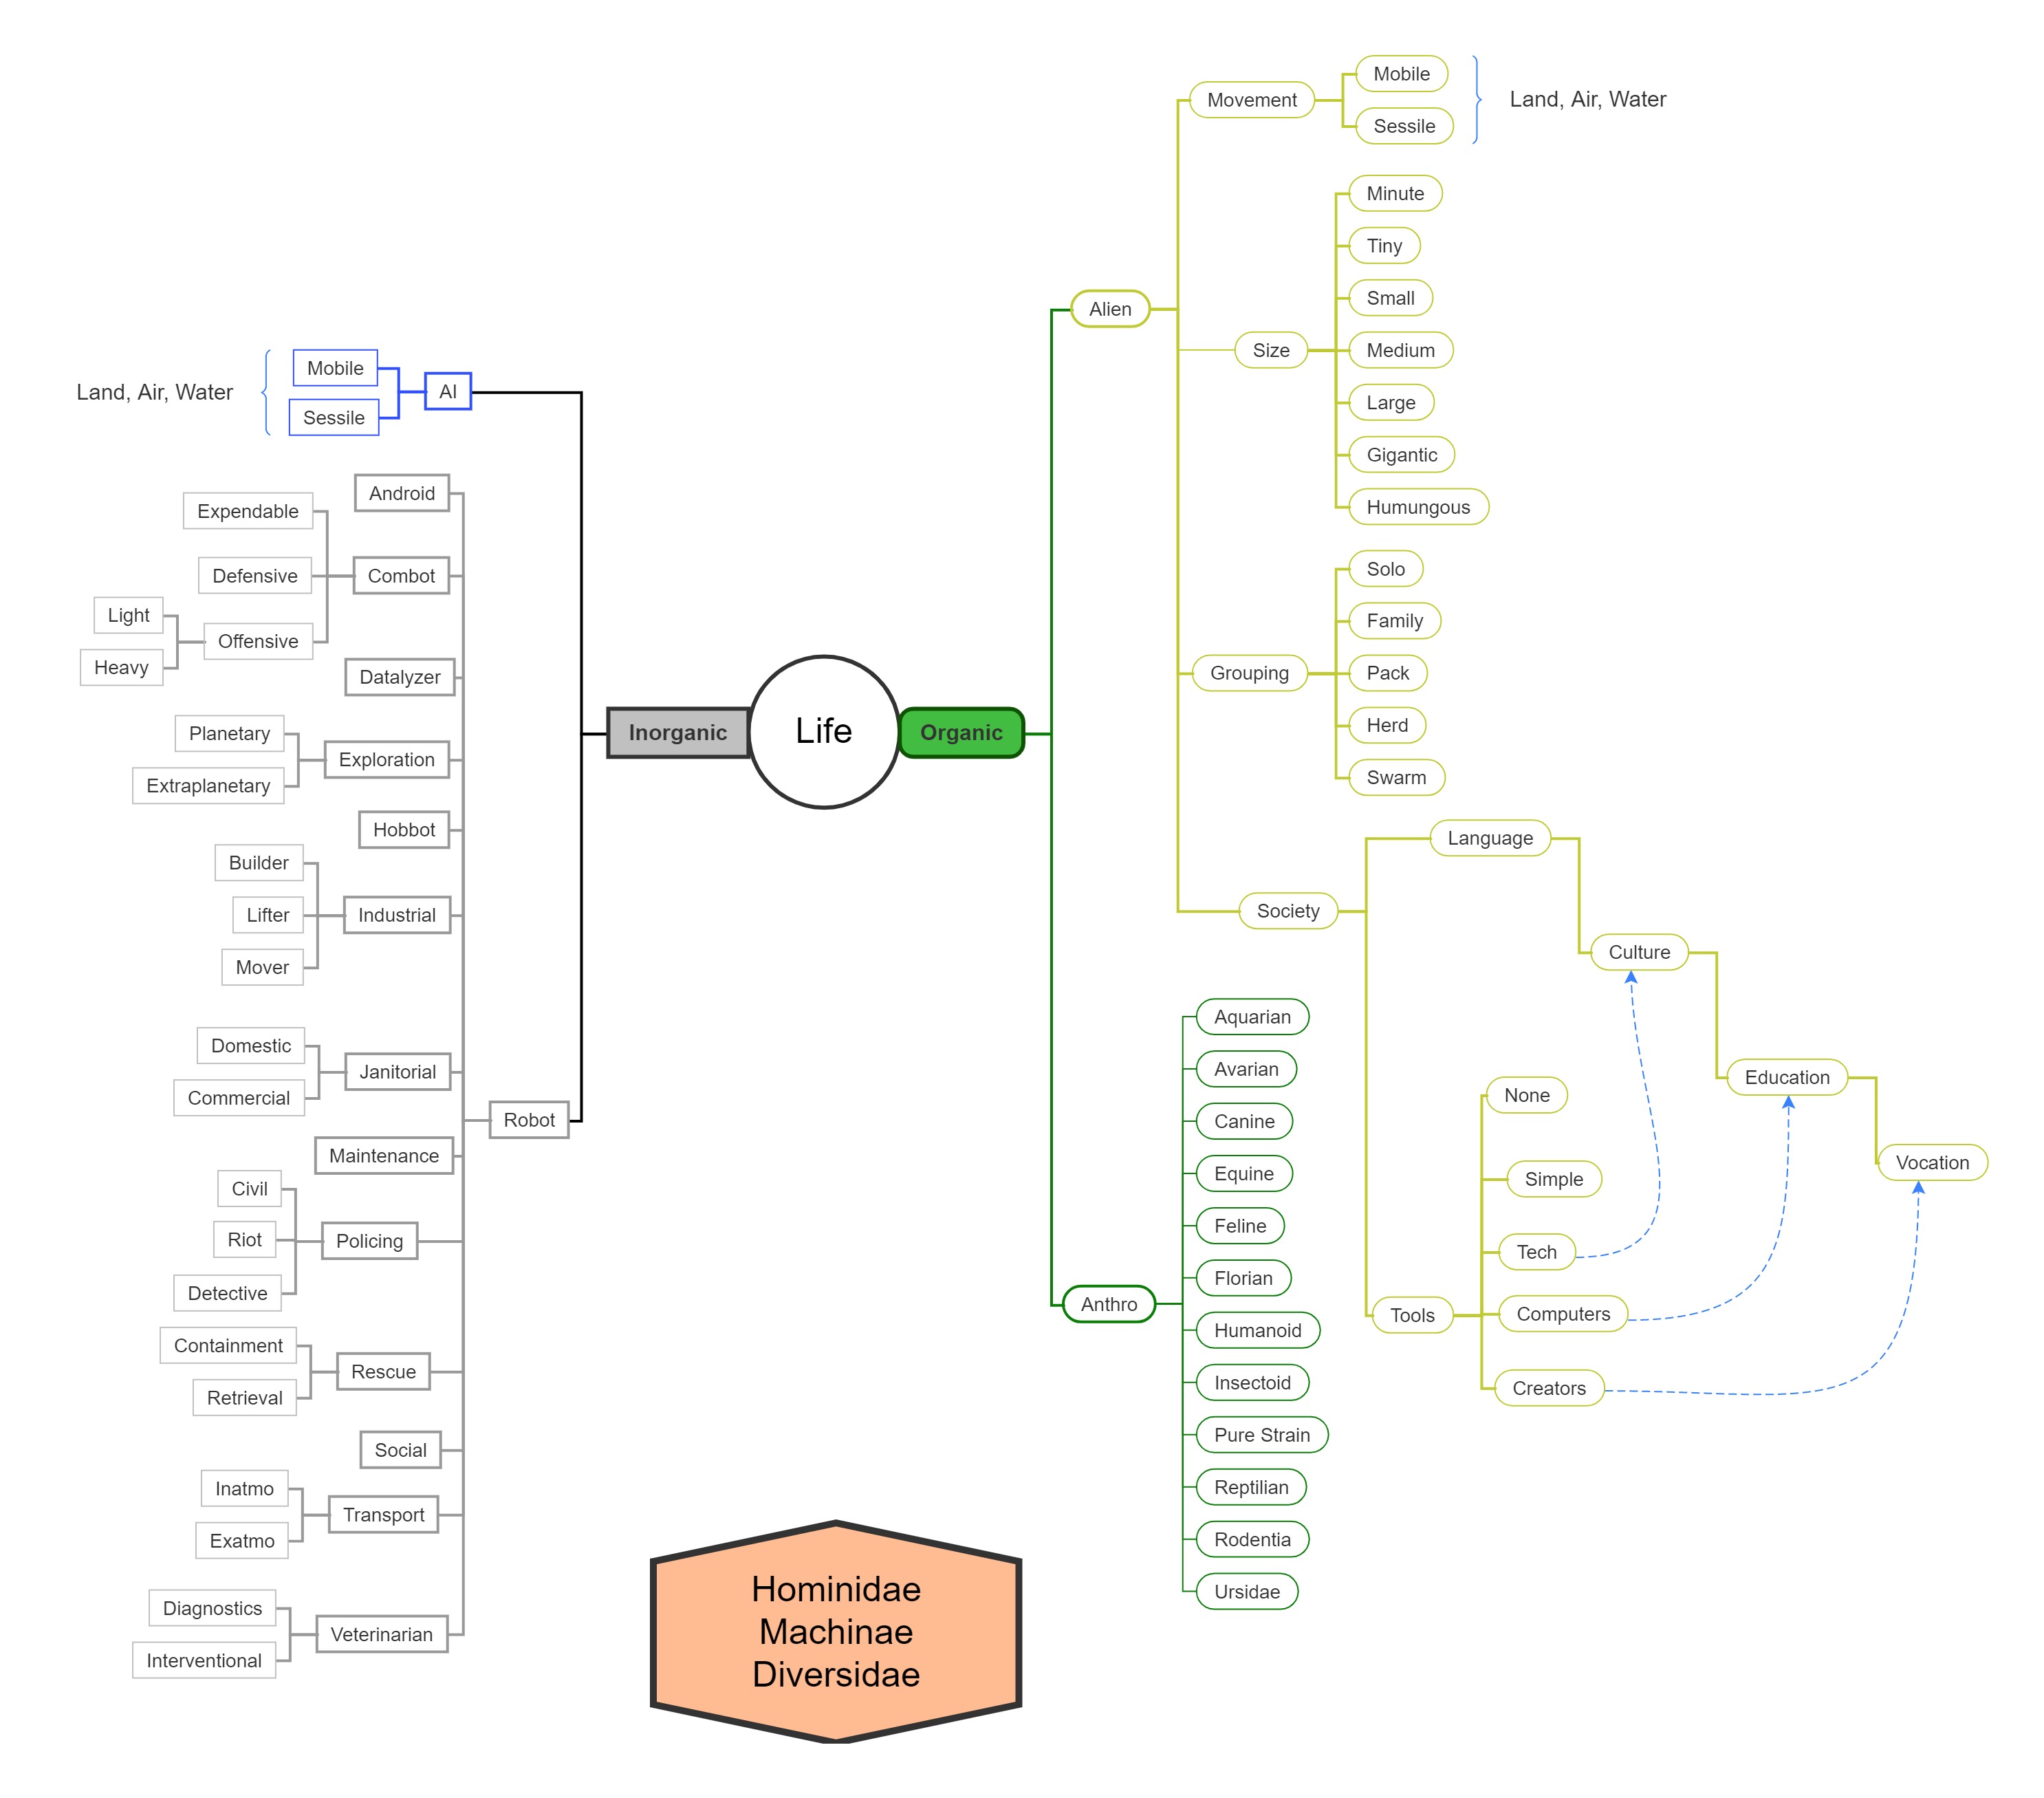 Life
Inorganic
AI
Mobile
Sessile
Land, Air, Water
Robot
Android
Combot
Expendable
Defensive
Offensive
Light
Heavy
Datalyzer
Exploration
Planetary
Extraplanetary
Hobbot
Industrial
Builder
Lifter
Mover
Janitorial
Domestic
Commercial
Maintenance
Policing
Civil
Riot
Detective
Rescue
Containment
Retrieval
Social
Transport
Inatmo
Exatmo
Veterinarian
Diagnostics
Interventional
Organic
Alien
Movement
Mobile
Sessile
Land, Air, Water
Size
Minute
Tiny
Small
Medium
Large
Gigantic
Humungous
Grouping
Solo
Family
Pack
Herd
Swarm
Society
Language
Culture
Education
Vocation
Tools
None
Simple
Tech
Computers
Creators
Anthro
Aquarian
Avarian
Canine
Equine
Feline
Florian
Humanoid
Insectoid
Pure Strain
Reptilian
Rodentia
Ursidae
Hominidae
Machinae
Diversidae